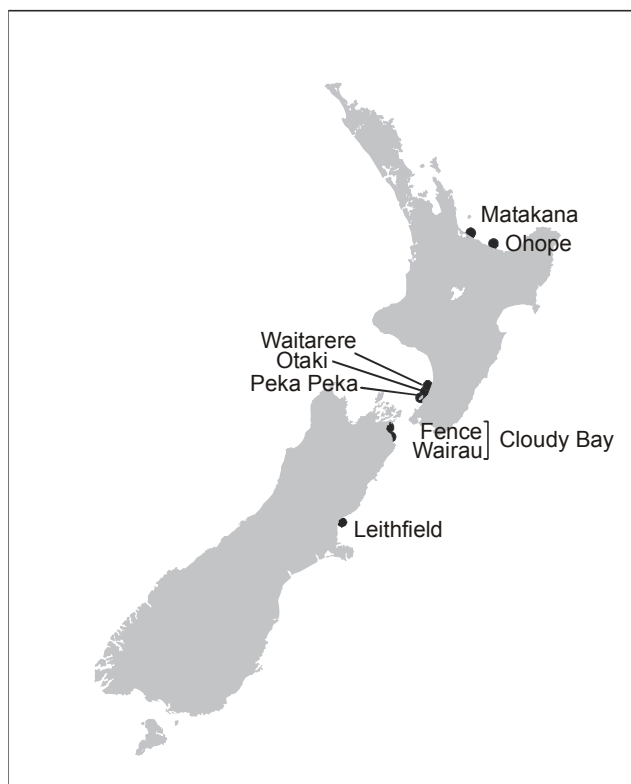 Matakana
Ohope
Waitarere
Otaki
Peka Peka
Fence
Wairau
Cloudy Bay
Leithfield